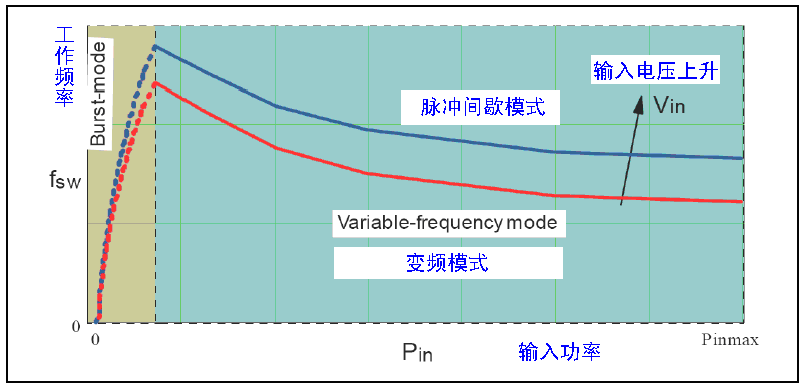 工作频率
Burst-mode
输入电压上升
脉冲间歇模式
Vin
fsw
Variable-frequency mode
变频模式
0
0
Pin
输入功率
Pinmax